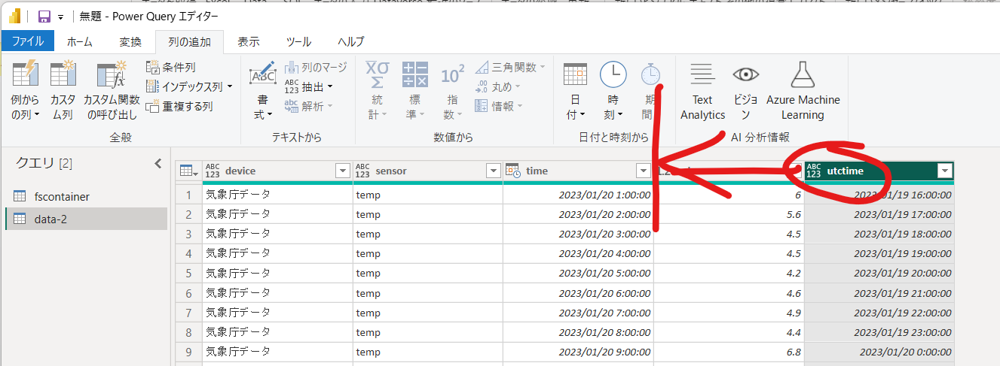 無題 - Power Query エディター
ファイル ホーム 変換 列の追加 表示 ツール ヘルプ
例から
の列
カスタ
ム列
カスタム関数
の呼び出し
条件列
インデックス列
重複する列
全般
ABC
書
式
列のマージ
ABC
123 抽出
abc 解析
テキストから
XΣσ
統
計
標
準
10²
指
数
三角関数
.00 丸め
情報
数値から
日
付
時
刻
期
間
日付と時刻から
Text
Analytics
ビジョ
ン
Azure Machine
Learning
AI 分析情報
クエリ [2]
fscontainer
data-2
ABC 123 device ABC 123 sensor time ABC 123 utctime
1 気象庁データ temp 2023/01/20 1:00:00 6 2023/01/19 16:00:00
2 気象庁データ temp 2023/01/20 2:00:00 5.6 2023/01/19 17:00:00
3 気象庁データ temp 2023/01/20 3:00:00 4.5 2023/01/19 18:00:00
4 気象庁データ temp 2023/01/20 4:00:00 4.5 2023/01/19 19:00:00
5 気象庁データ temp 2023/01/20 5:00:00 4.2 2023/01/19 20:00:00
6 気象庁データ temp 2023/01/20 6:00:00 4.6 2023/01/19 21:00:00
7 気象庁データ temp 2023/01/20 7:00:00 4.9 2023/01/19 22:00:00
8 気象庁データ temp 2023/01/20 8:00:00 4.4 2023/01/19 23:00:00
9 気象庁データ temp 2023/01/20 9:00:00 6.8 2023/01/20 0:00:00